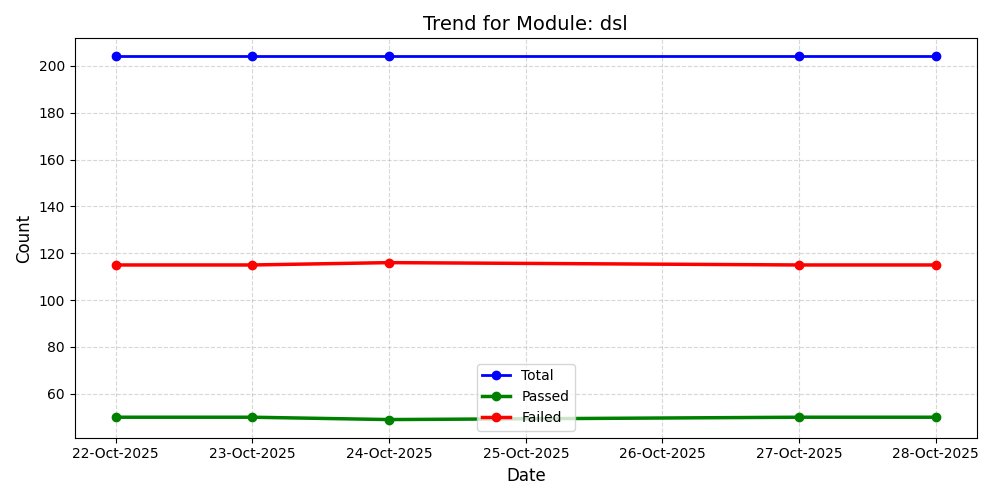 Trend for Module: dsl
Count
200
180
160
140
120
100
80
60
Total
Passed
Failed
22-Oct-2025 23-Oct-2025 24-Oct-2025 25-Oct-2025 26-Oct-2025 27-Oct-2025 28-Oct-2025
Date